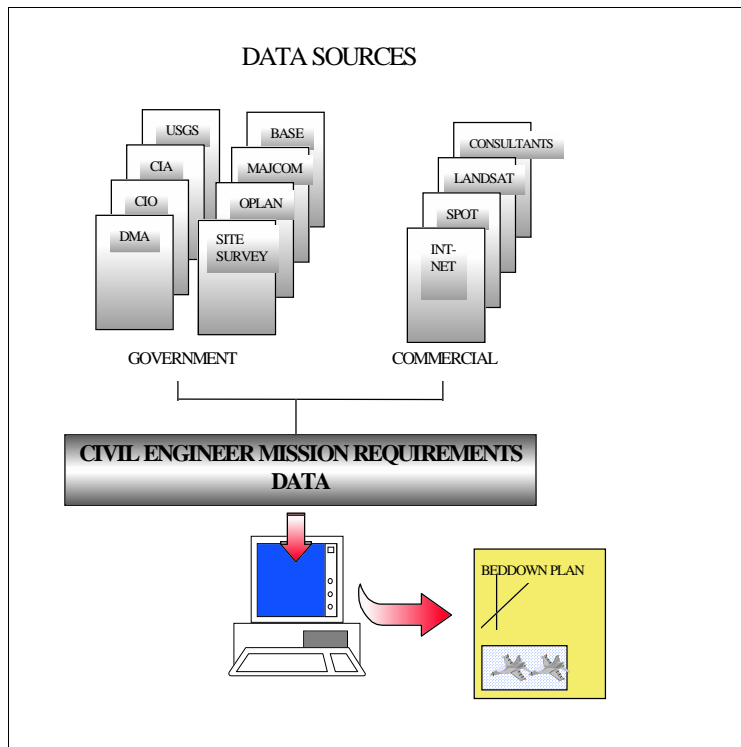 DATA SOURCES
USGS
CIA
CIO
DMA
BASE
MAJCOM
OPLAN
SITE
SURVEY
CONSULTANTS
LANDSAT
SPOT
INT-
NET
GOVERNMENT
COMMERCIAL
CIVIL ENGINEER MISSION REQUIREMENTS
DATA
BEDDOWN PLAN